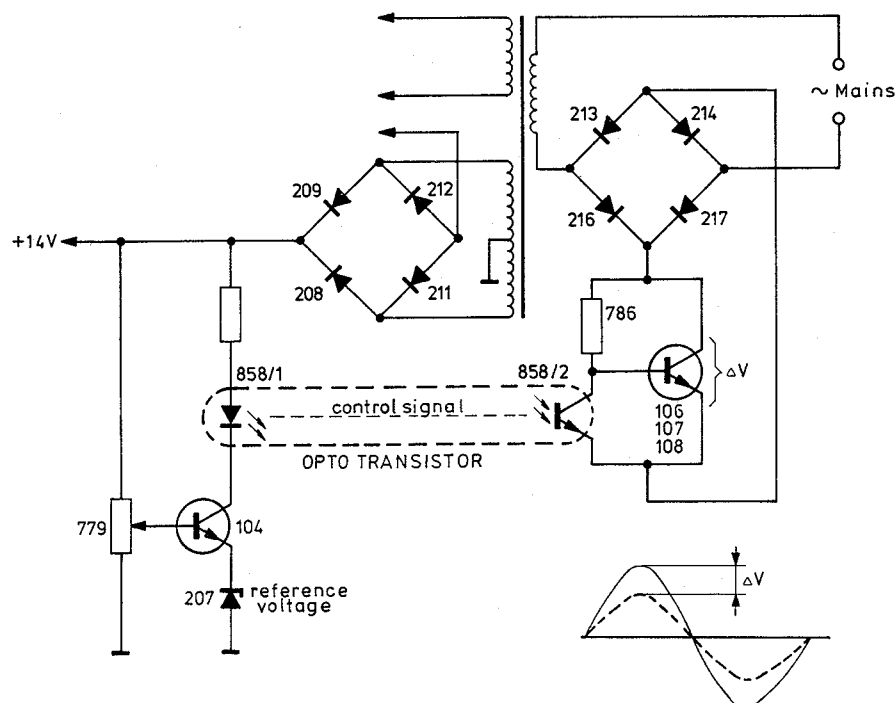 ~ Mains
213
214
209
212
+14V
216
217
208
211
786
858/1
858/2
ΔV
control signal
106
107
108
OPTO TRANSISTOR
779
104
ΔV
207
reference
voltage